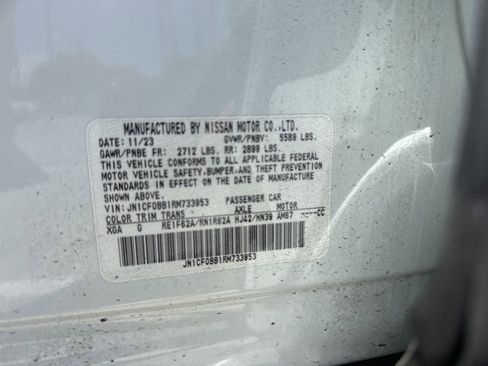 MANUFACTURED BY NISSAN MOTOR CO.,LTD.
DATE: 11/23 GVWR/PNBV: 5589 LBS.
GAWR/PNBE FR: 2712 LBS. RR: 2899 LBS.
THIS VEHICLE CONFORMS TO ALL APPLICABLE FEDERAL
MOTOR VEHICLE SAFETY, BUMPER, AND THEFT PREVENTION
STANDARDS IN EFFECT ON THE DATE OF MANUFACTURE
SHOWN ABOVE.
VIN: JN1CF0BB1RM733953 PASSENGER CAR
COLOR TRIM TRANS AXLE MOTOR
XGA G RE1F62A/RN1R62A HJ42/HN39 AM67 ----CC
JN1CF0BB1RM733953